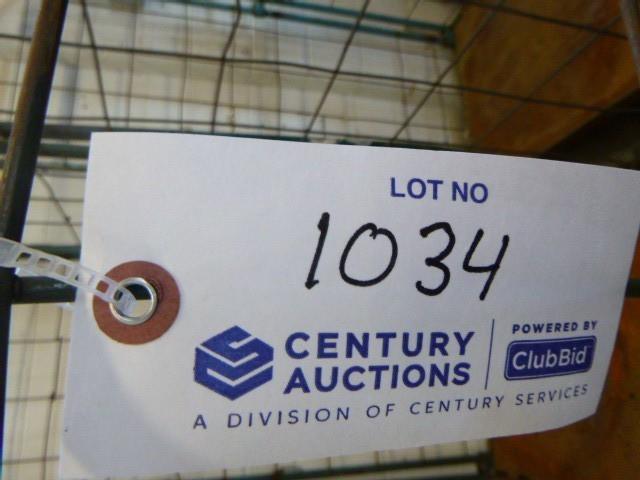 LOT NO
1034
CENTURY
AUCTIONS
POWERED BY
ClubBid
A DIVISION OF CENTURY SERVICES